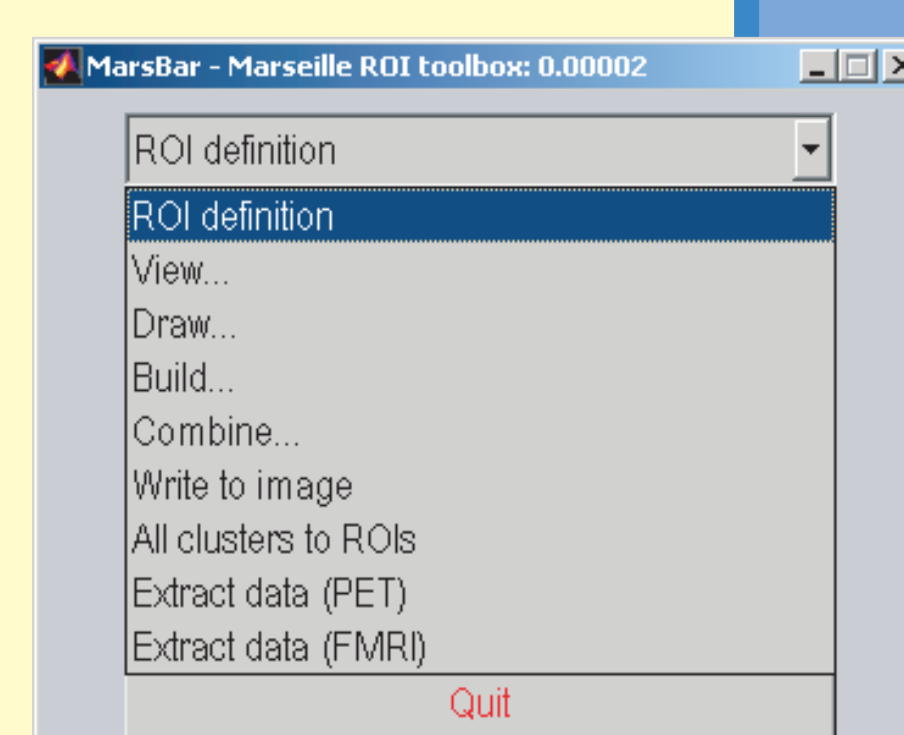 MarsBar - Marseille ROI toolbox: 0.00002
ROI definition
ROI definition
View...
Draw...
Build...
Combine...
Write to image
All clusters to ROIs
Extract data (PET)
Extract data (FMRI)
Quit